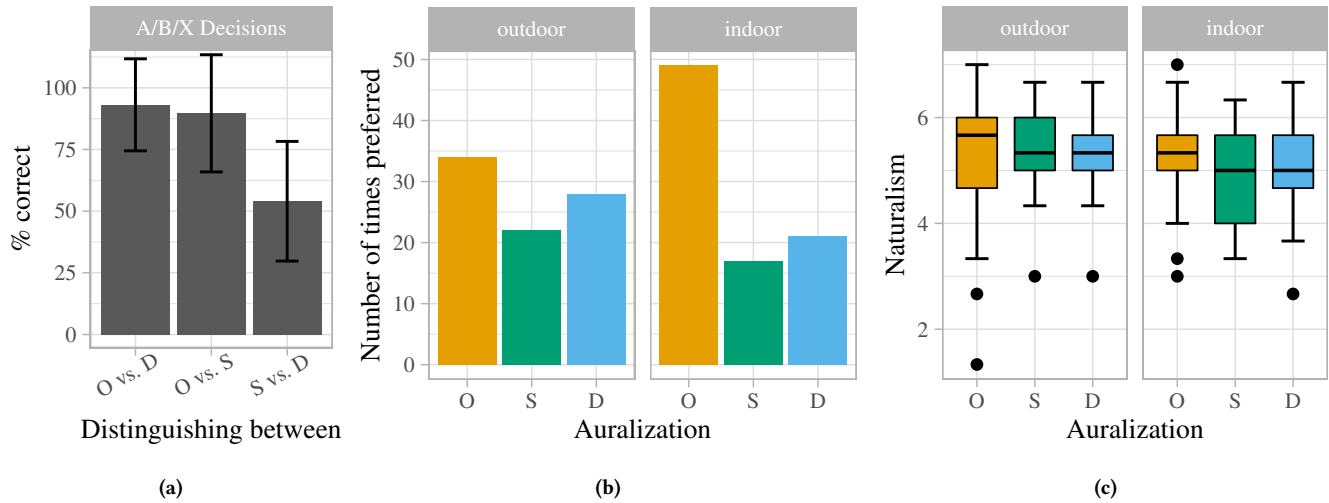 A/B/X Decisions
% correct
100
75
50
25
0
O vs. D
O vs. S
S vs. D
Distinguishing between
(a)
outdoor
indoor
Number of times preferred
50
40
30
20
10
0
O S D
O S D
Auralization
(b)
outdoor
indoor
Naturalism
6
4
2
O S D
O S D
Auralization
(c)